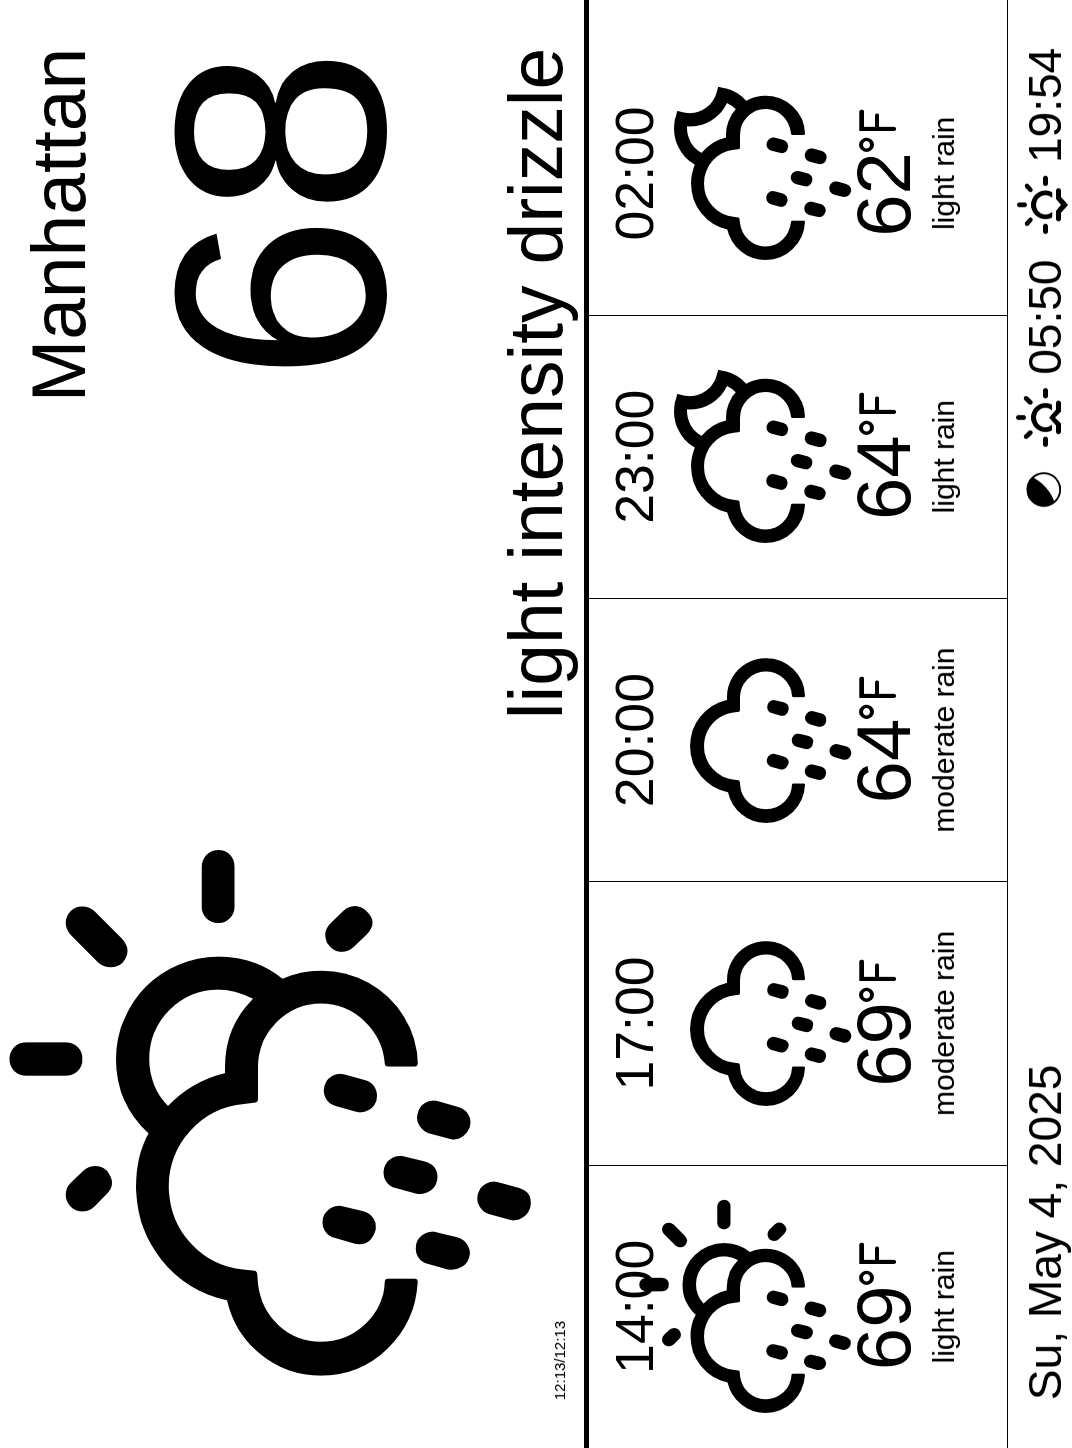 Manhattan
68
light intensity drizzle
12:13/12:13
14:00
69°F
light rain
17:00
69°F
moderate rain
20:00
64°F
moderate rain
23:00
64°F
light rain
02:00
62°F
light rain
Su, May 4, 2025
05:50
19:54